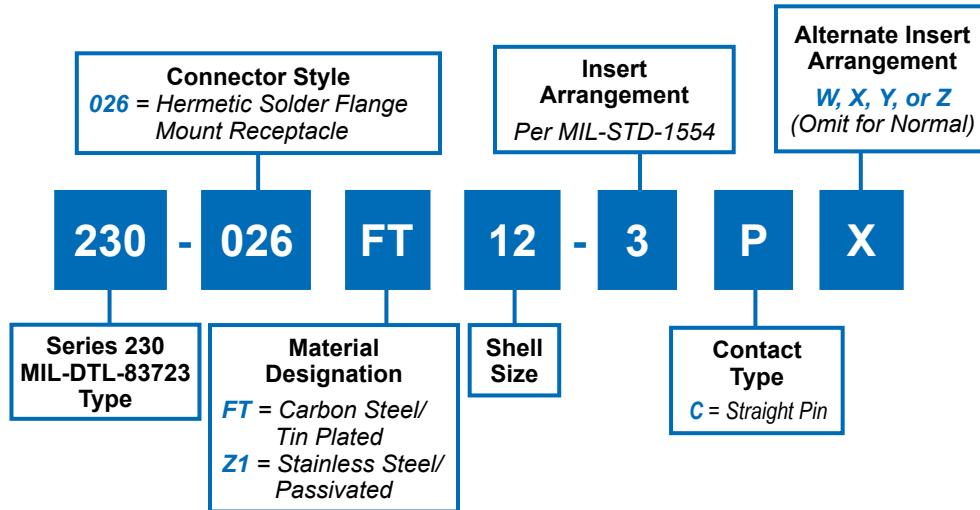 Connector Style
026 = Hermetic Solder Flange
Mount Receptacle
Insert
Arrangement
Per MIL-STD-1554
Alternate Insert
Arrangement
W, X, Y, or Z
(Omit for Normal)
230 - 026 FT 12 - 3 P X
Series 230
MIL-DTL-83723
Type
Material
Designation
FT = Carbon Steel/
Tin Plated
Z1 = Stainless Steel/
Passivated
Shell
Size
Contact
Type
C = Straight Pin